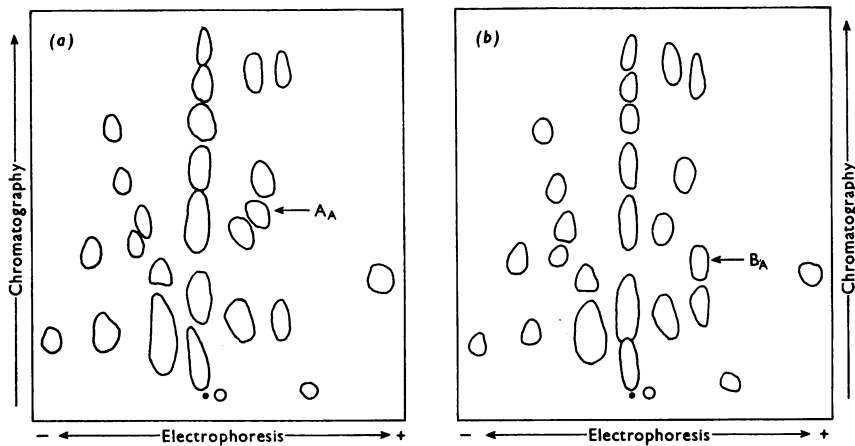 (a)
(b)
Chromatography
A_A
B_A
Chromatography
− Electrophoresis +
− Electrophoresis +